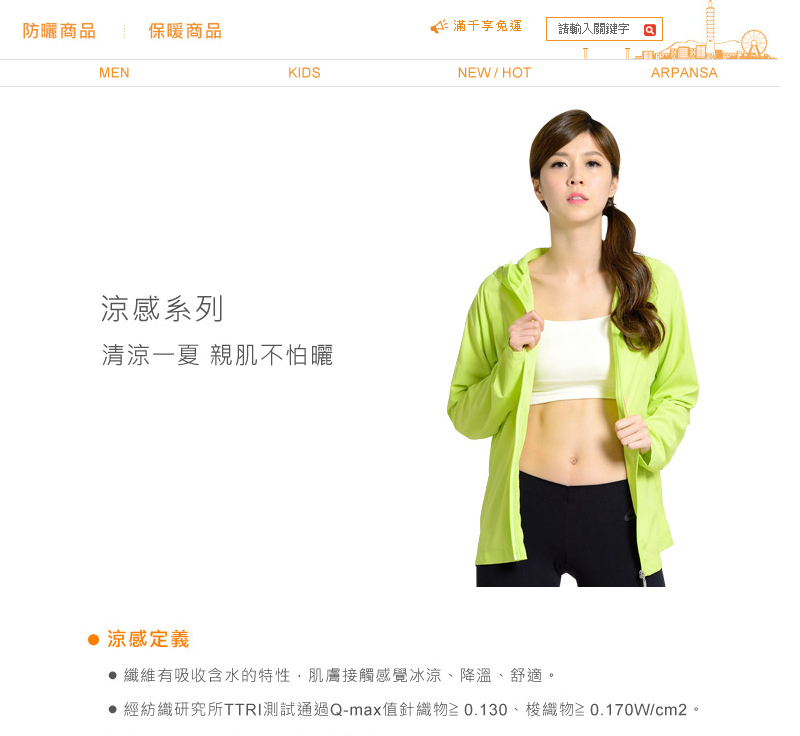 防曬商品 保暖商品 滿千享免運 請輸入關鍵字
MEN KIDS NEW / HOT ARPANSA
涼感系列
清涼一夏 親肌不怕曬
● 涼感定義
● 纖維有吸收含水的特性，肌膚接觸感覺冰涼、降溫、舒適。
● 經紡織研究所TTRI測試通過Q-max值針織物≧ 0.130、梭織物≧ 0.170W/cm2。